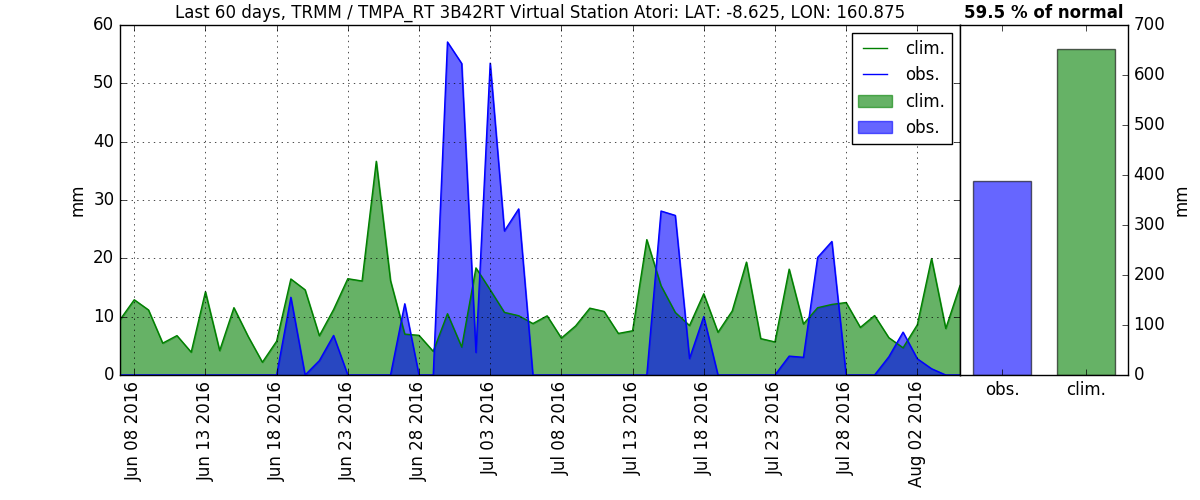 Last 60 days, TRMM / TMPA_RT 3B42RT Virtual Station Atori: LAT: -8.625, LON: 160.875
59.5 % of normal
60
50
40
30
20
10
0
mm
clim.
obs.
clim.
obs.
700
600
500
400
300
200
100
0
mm
Jun 08 2016
Jun 13 2016
Jun 18 2016
Jun 23 2016
Jun 28 2016
Jul 03 2016
Jul 08 2016
Jul 13 2016
Jul 18 2016
Jul 23 2016
Jul 28 2016
Aug 02 2016
obs.
clim.